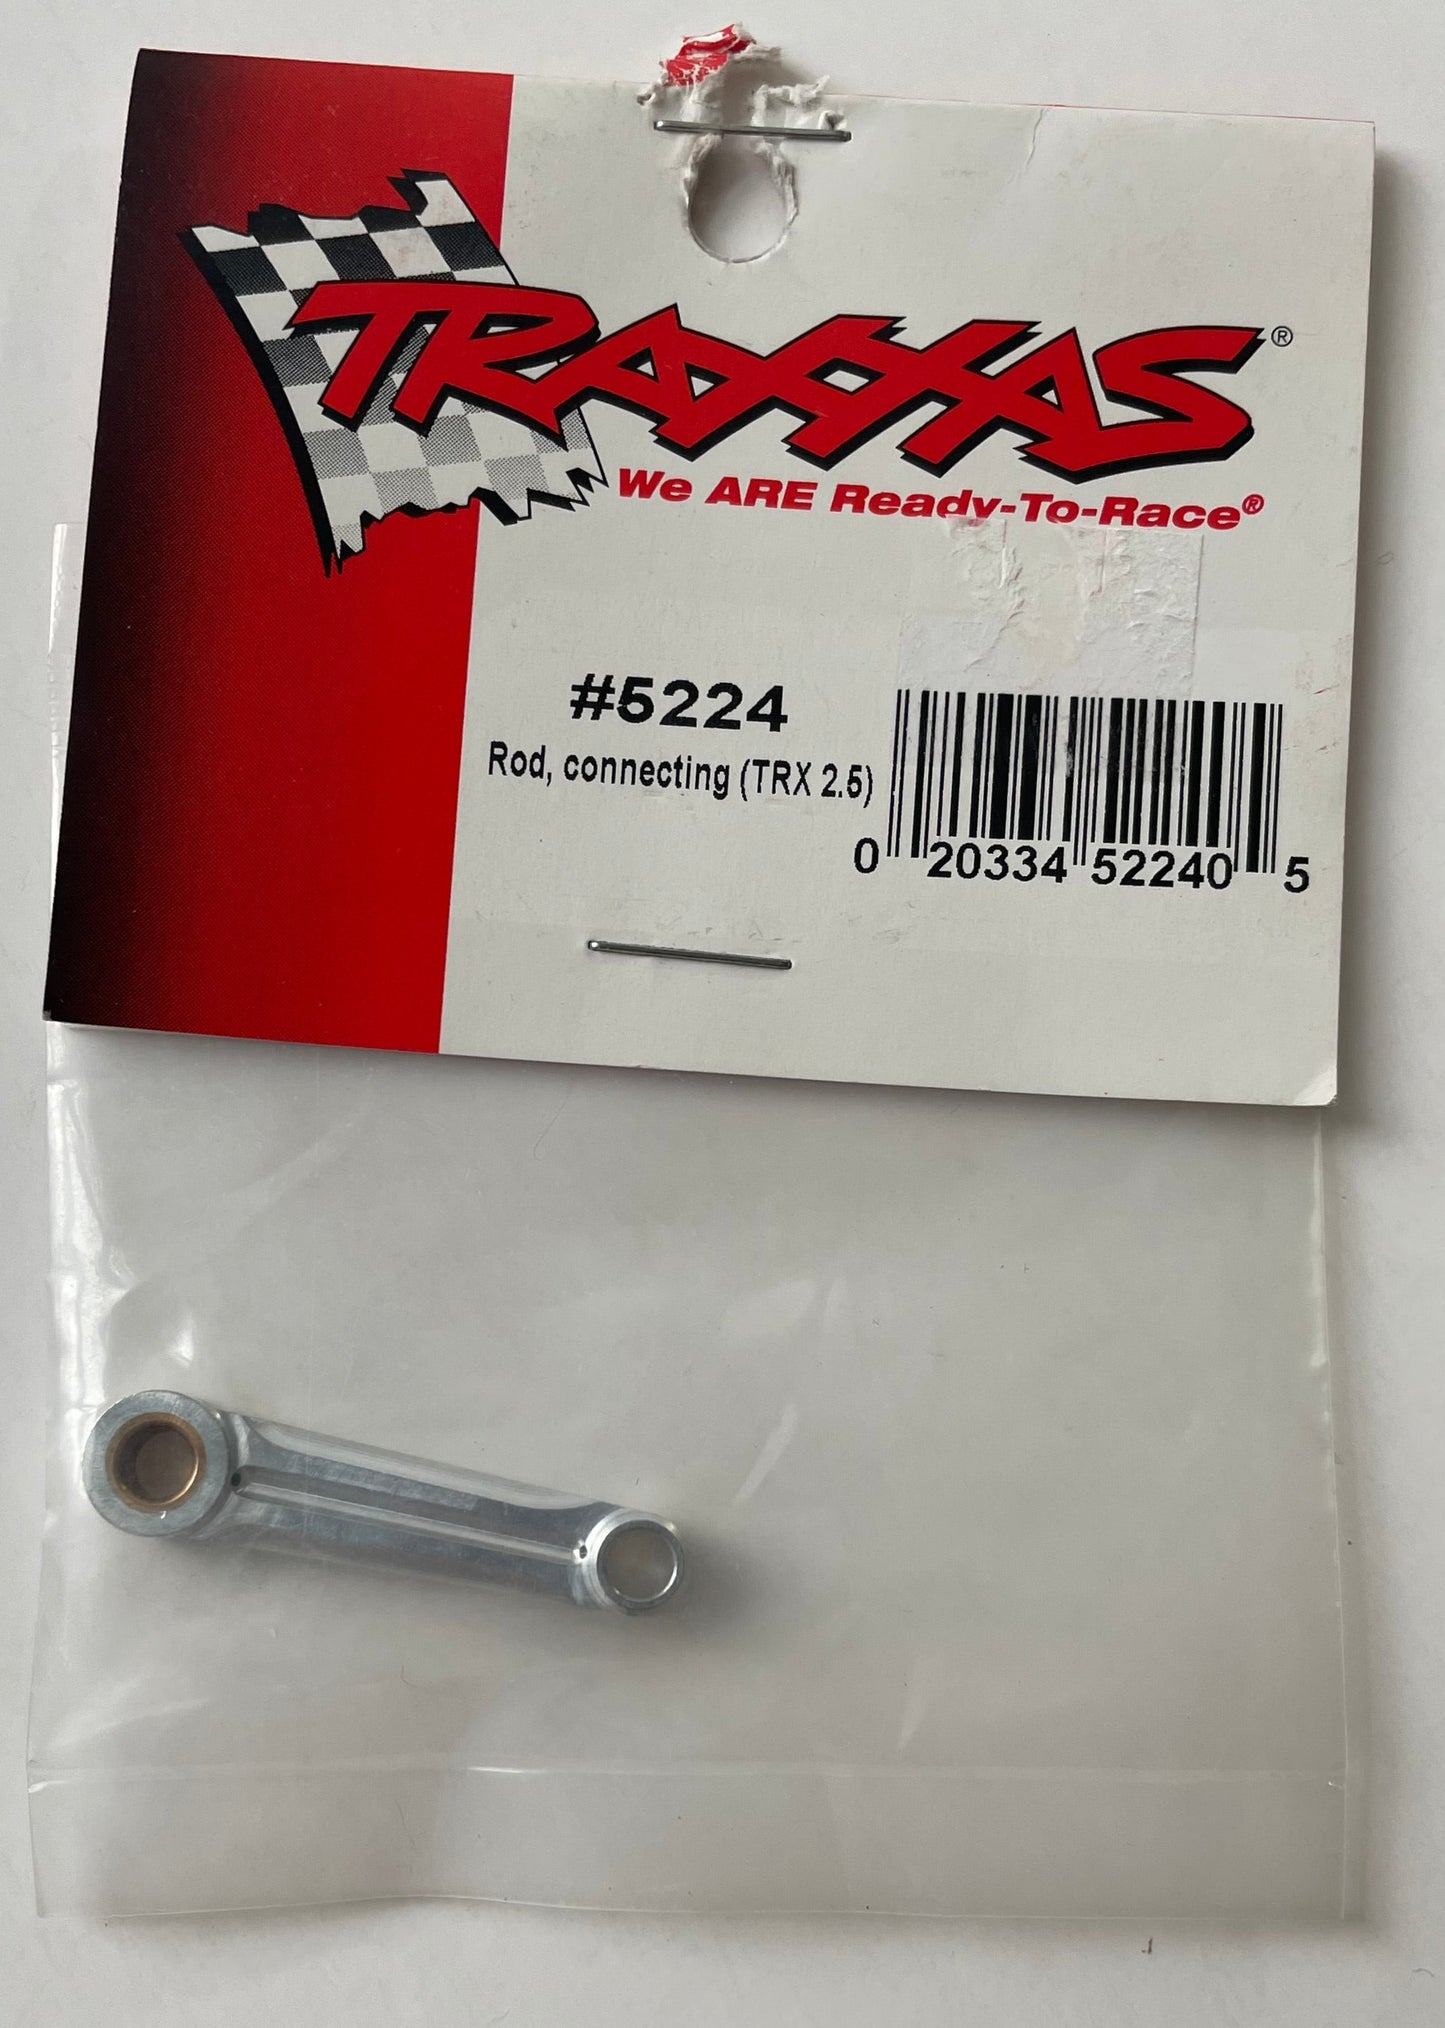 TRAXXAS®
We ARE Ready-To-Race®
#5224
Rod, connecting (TRX 2.5)
0 20334 52240 5